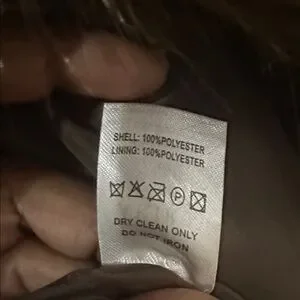 SHELL: 100%POLYESTER
LINING: 100%POLYESTER
P
DRY CLEAN ONLY
DO NOT IRON